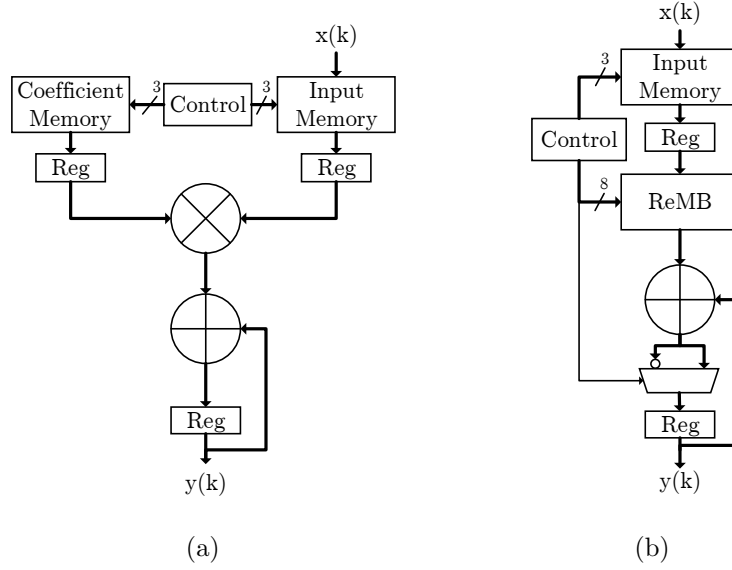 x(k)
Coefficient
Memory
3
Control
3
Input
Memory
Reg
Reg
Reg
y(k)
(a)
x(k)
3
Input
Memory
Control
Reg
8
ReMB
Reg
y(k)
(b)